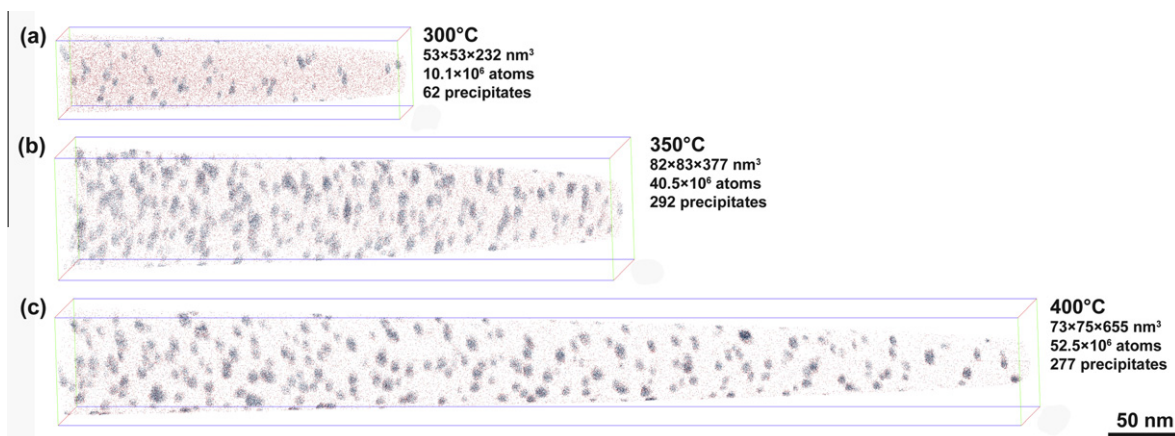 (a)
300°C
53×53×232 nm³
10.1×10⁶ atoms
62 precipitates
(b)
350°C
82×83×377 nm³
40.5×10⁶ atoms
292 precipitates
(c)
400°C
73×75×655 nm³
52.5×10⁶ atoms
277 precipitates
50 nm